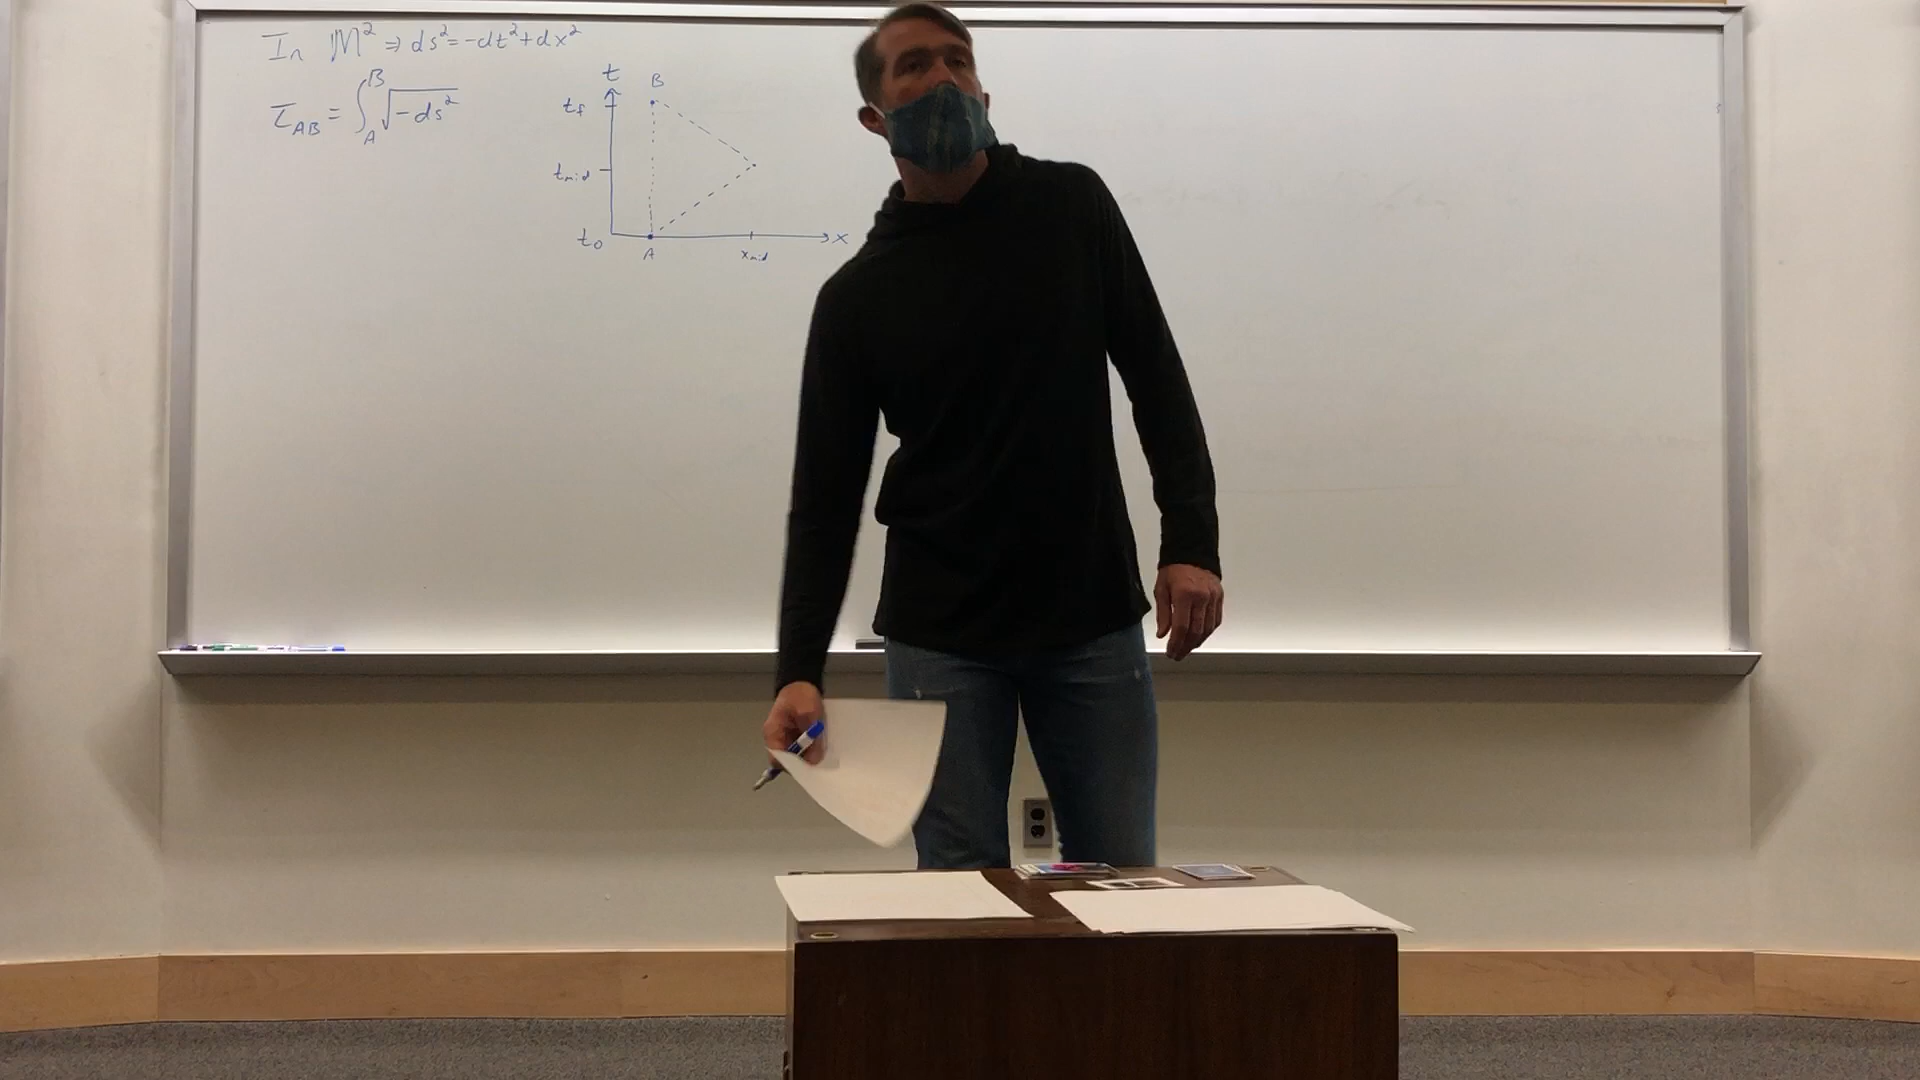 In M² ⇒ ds²=-dt²+dx²
τ_AB = ∫_A^B √(-ds²)
t
B
t_f
t_mid
t_0
x
A
x_mid